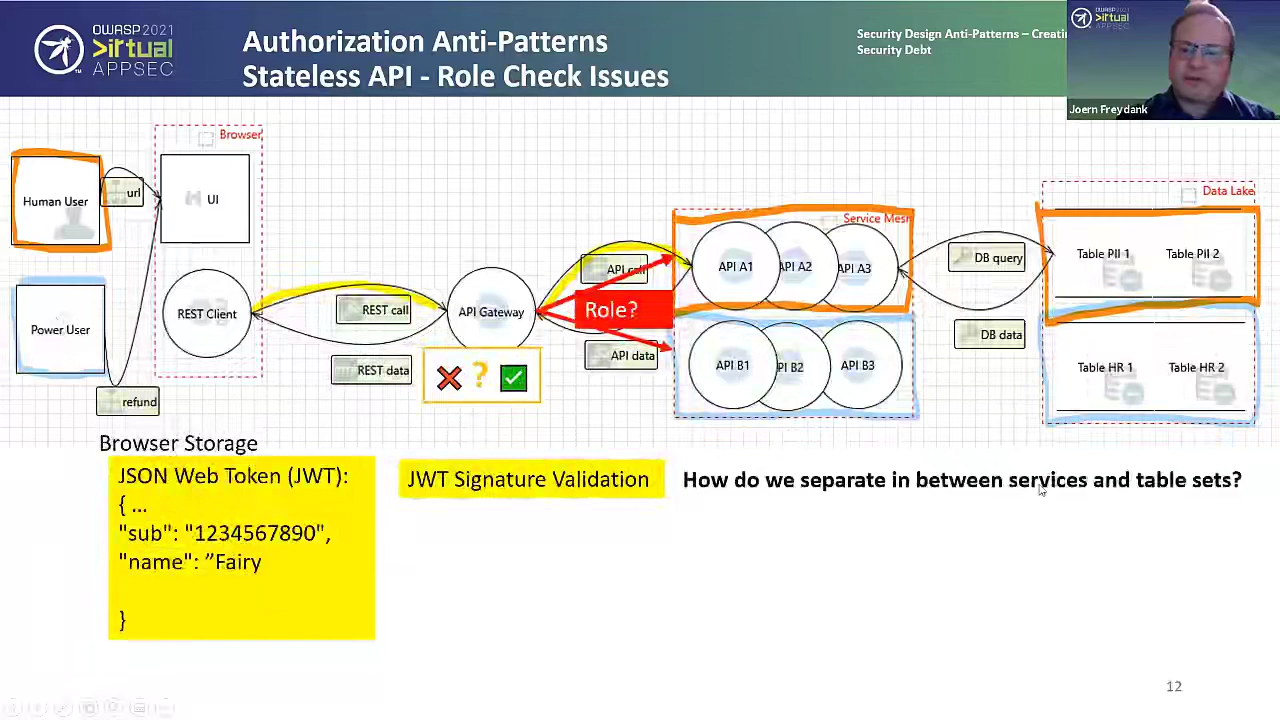 OWASP 2021
Virtual
APPSEC
TM
Authorization Anti-Patterns
Stateless API - Role Check Issues
Security Design Anti-Patterns –
Security Debt
OWASP 2021
Virtual
APPSEC
Joern Freydank
Browser
Human User
url
UI
Power User
refund
REST Client
REST call
REST data
API Gateway
API call
Role?
API data
Service Mesh
API A1
API A2
API A3
API B1
API B2
API B3
DB query
DB data
Data Lake
Table PII 1
Table PII 2
Table HR 1
Table HR 2
Browser Storage
JSON Web Token (JWT):
{ ...
"sub": "1234567890",
"name": ”Fairy
}
JWT Signature Validation
How do we separate in between services and table sets?
12